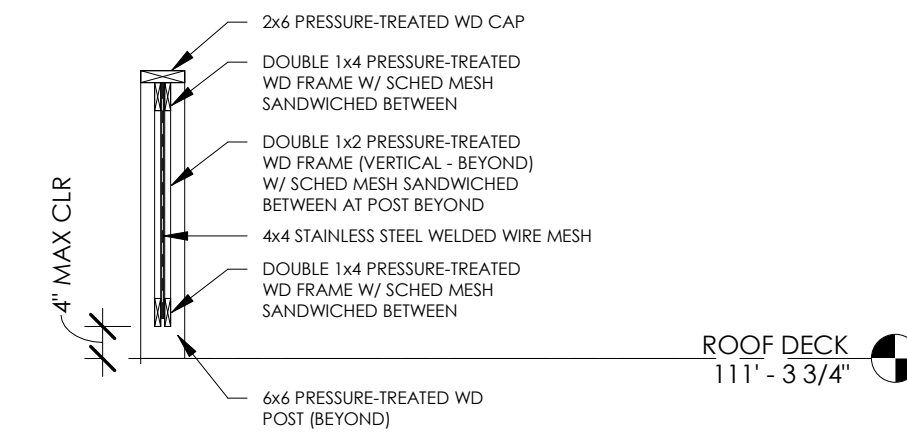 2x6 PRESSURE-TREATED WD CAP
DOUBLE 1x4 PRESSURE-TREATED
WD FRAME W/ SCHED MESH
SANDWICHED BETWEEN
DOUBLE 1x2 PRESSURE-TREATED
WD FRAME (VERTICAL - BEYOND)
W/ SCHED MESH SANDWICHED
BETWEEN AT POST BEYOND
4x4 STAINLESS STEEL WELDED WIRE MESH
DOUBLE 1x4 PRESSURE-TREATED
WD FRAME W/ SCHED MESH
SANDWICHED BETWEEN
4" MAX CLR
ROOF DECK
111' - 3 3/4"
6x6 PRESSURE-TREATED WD
POST (BEYOND)